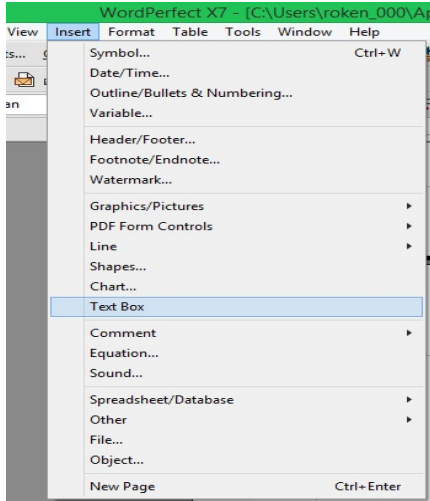 WordPerfect X7 - [C:\Users\roken_000\Ap
View Insert Format Table Tools Window Help
Symbol... Ctrl+W
Date/Time...
Outline/Bullets & Numbering...
Variable...
Header/Footer...
Footnote/Endnote...
Watermark...
Graphics/Pictures
PDF Form Controls
Line
Shapes...
Chart...
Text Box
Comment
Equation...
Sound...
Spreadsheet/Database
Other
File...
Object...
New Page Ctrl+Enter